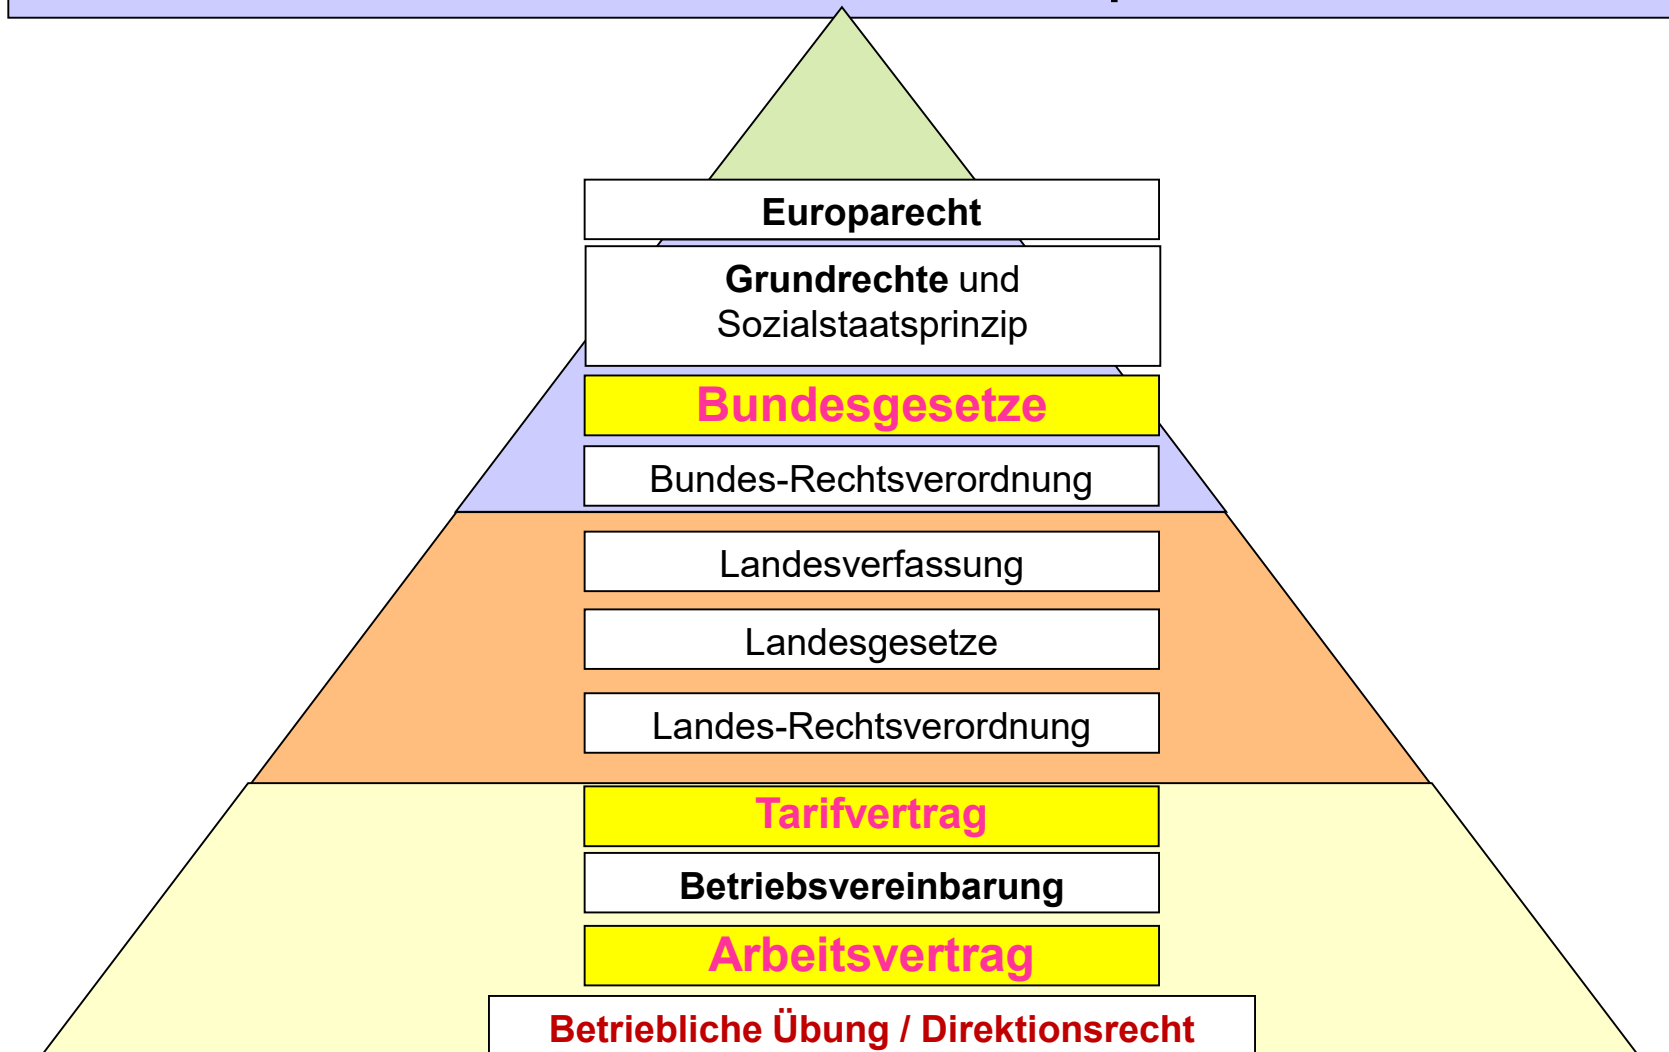 Europarecht
Grundrechte und
Sozialstaatsprinzip
Bundesgesetze
Bundes-Rechtsverordnung
Landesverfassung
Landesgesetze
Landes-Rechtsverordnung
Tarifvertrag
Betriebsvereinbarung
Arbeitsvertrag
Betriebliche Übung / Direktionsrecht